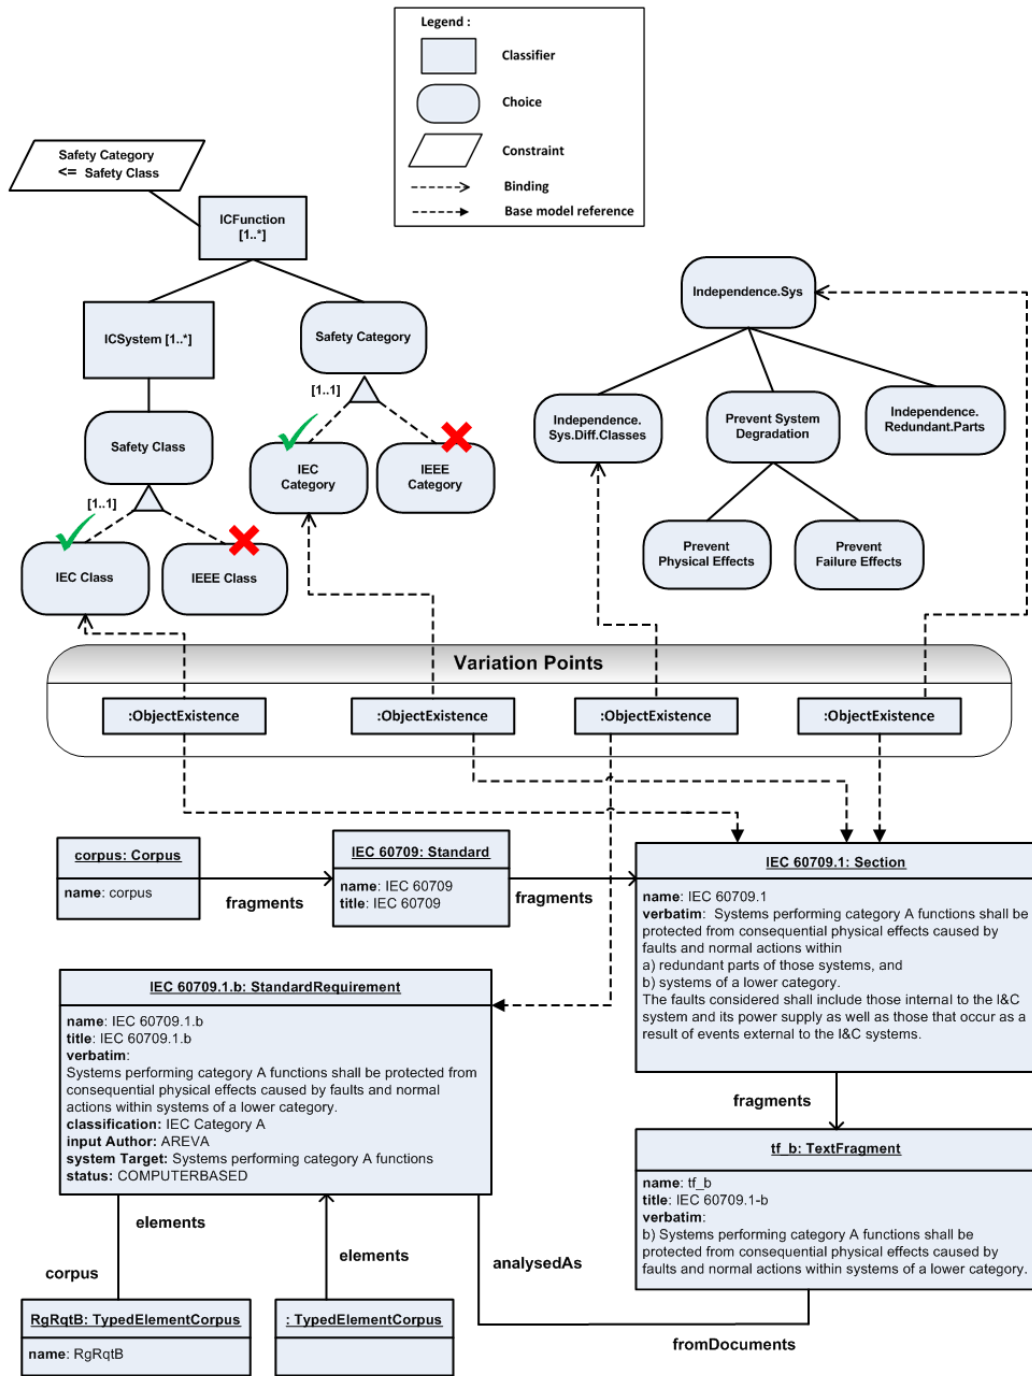 Legend :
Classifier
Choice
Constraint
Binding
Base model reference
Safety Category
<= Safety Class
ICFunction
[1..*]
ICSystem [1..*]
Safety Category
[1..1]
Safety Class
IEC
Category
IEEE
Category
[1..1]
IEC Class
IEEE Class
Independence.Sys
Independence.
Sys.Diff.Classes
Prevent System
Degradation
Independence.
Redundant.Parts
Prevent
Physical Effects
Prevent
Failure Effects
Variation Points
:ObjectExistence
:ObjectExistence
:ObjectExistence
:ObjectExistence
corpus: Corpus
name: corpus
fragments
IEC 60709: Standard
name: IEC 60709
title: IEC 60709
fragments
IEC 60709.1: Section
name: IEC 60709.1
verbatim: Systems performing category A functions shall be
protected from consequential physical effects caused by
faults and normal actions within
a) redundant parts of those systems, and
b) systems of a lower category.
The faults considered shall include those internal to the I&C
system and its power supply as well as those that occur as a
result of events external to the I&C systems.
IEC 60709.1.b: StandardRequirement
name: IEC 60709.1.b
title: IEC 60709.1.b
verbatim:
Systems performing category A functions shall be protected from
consequential physical effects caused by faults and normal
actions within systems of a lower category.
classification: IEC Category A
input Author: AREVA
system Target: Systems performing category A functions
status: COMPUTERBASED
fragments
tf_b: TextFragment
name: tf_b
title: IEC 60709.1-b
verbatim:
b) Systems performing category A functions shall be
protected from consequential physical effects caused by
faults and normal actions within systems of a lower category.
elements
elements
corpus
analysedAs
RgRqtB: TypedElementCorpus
name: RgRqtB
: TypedElementCorpus
fromDocuments